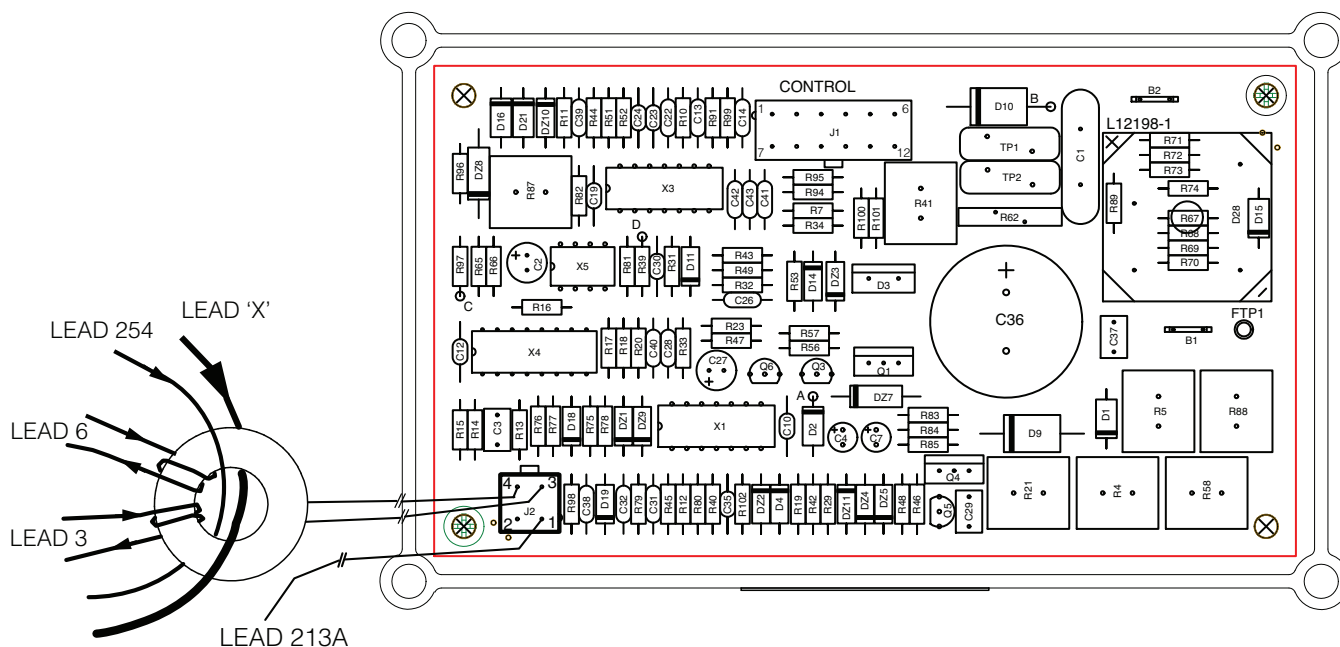 CONTROL
D16 D21 DZ10 R11 C39 R44 R51 R52 C24 C23 C22 R10 C13 R91 R99 C14
1 6
J1
7 12
D10 B
B2
C1
TP1
TP2
L12198-1
R71
R72
R73
R74
R89
R67
R68
R69
R70
D28
D15
R96 DZ8 R87 R82 C19 X3 C42 C43 C41
R95
R94
R7
R34
R100 R101 R41 R62
D
R97 R65 R66 C2 X5 R81 R39 C30 R31 D11
R43
R49
R32
C26
R53 D14 DZ3 D3
C
R16
C36
FTP1
B1
C37
LEAD 254
LEAD ‘X’
C12 X4 R17 R18 R20 C40 C28 R33
R23
R47
R57
R56
C27 Q6 Q3 Q1
A
DZ7
LEAD 6
R15 R14 C3 R13 R76 R77 D18 R75 R78 DZ1 DZ9 X1 C10 D2 C4 C7
R83
R84
R85
D9 D1 R5 R88
Q4
4 3
J2
2 1
R98 C38 D19 C32 R79 C31 R45 R12 R80 R40 C35 R102 DZ2 D4 R19 R42 R29 DZ11 DZ4 DZ5 R48 R46 Q5 C29 R21 R4 R58
LEAD 3
LEAD 213A